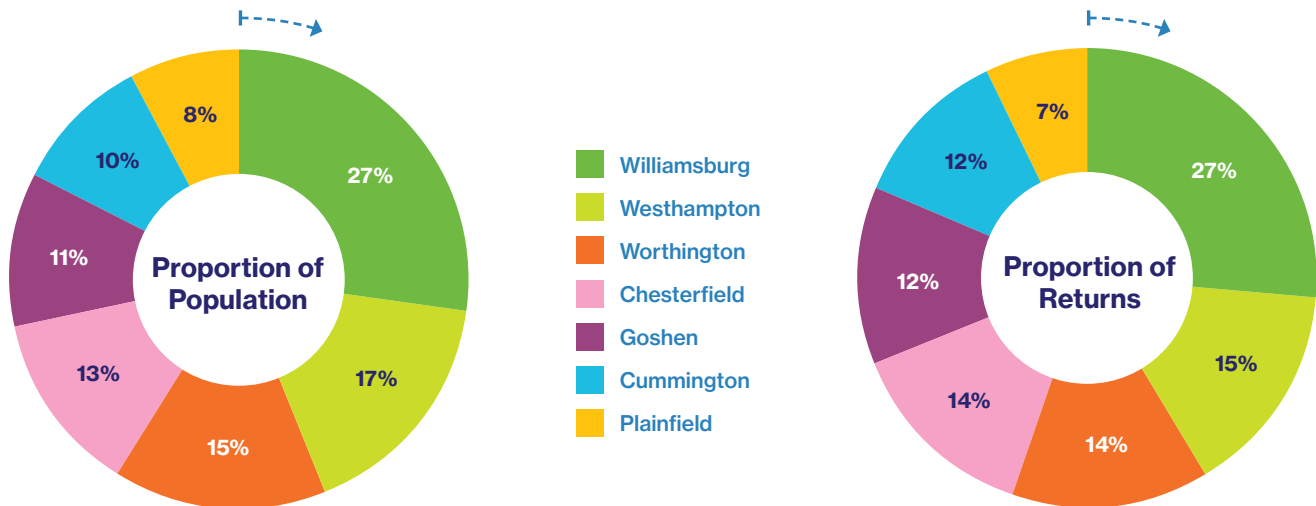 27%
17%
15%
13%
11%
10%
8%
Proportion of
Population
Williamsburg
Westhampton
Worthington
Chesterfield
Goshen
Cummington
Plainfield
27%
15%
14%
14%
12%
12%
7%
Proportion of
Returns